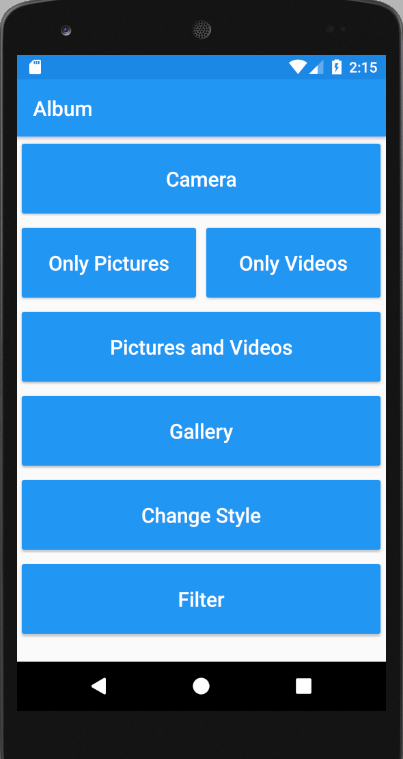 2:15
Album
Camera
Only Pictures
Only Videos
Pictures and Videos
Gallery
Change Style
Filter